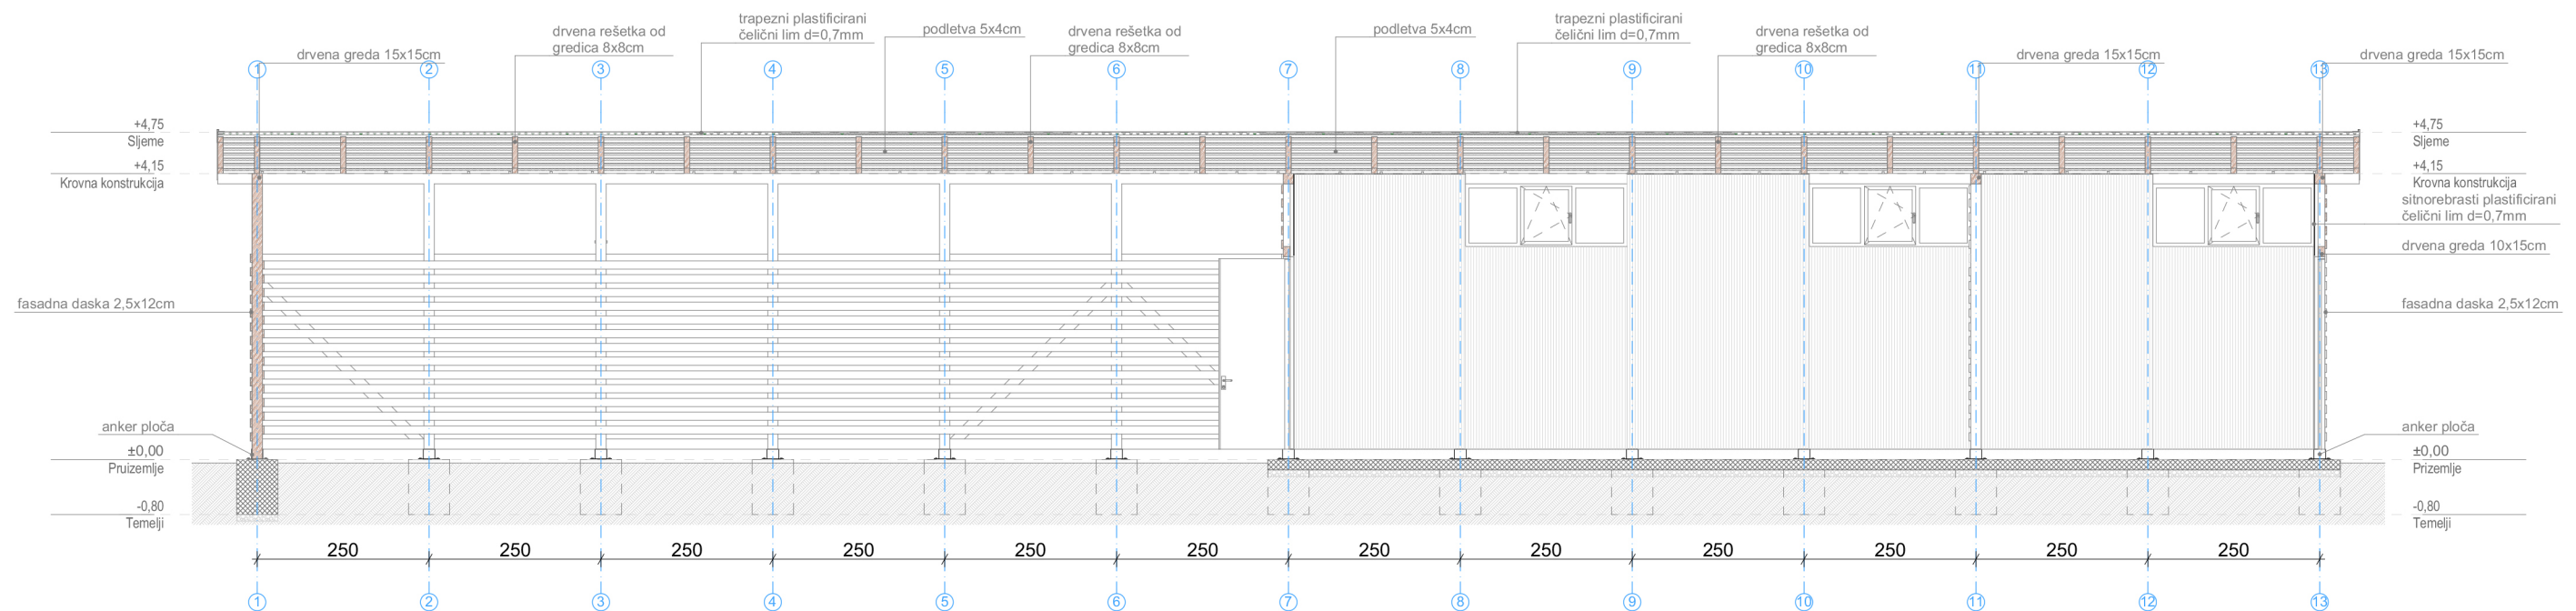 drvena greda 15x15cm
drvena rešetka od
gredica 8x8cm
trapezni plastificirani
čelični lim d=0,7mm
podletva 5x4cm
drvena rešetka od
gredica 8x8cm
podletva 5x4cm
trapezni plastificirani
čelični lim d=0,7mm
drvena rešetka od
gredica 8x8cm
drvena greda 15x15cm
drvena greda 15x15cm
1 2 3 4 5 6 7 8 9 10 11 12 13
+4,75
Sljeme
+4,15
Krovna konstrukcija
fasadna daska 2,5x12cm
anker ploča
±0,00
Pruizemlje
-0,80
Temelji
+4,75
Sljeme
+4,15
Krovna konstrukcija
sitnorebrasti plastificirani
čelični lim d=0,7mm
drvena greda 10x15cm
fasadna daska 2,5x12cm
anker ploča
±0,00
Prizemlje
-0,80
Temelji
250 250 250 250 250 250 250 250 250 250 250 250
1 2 3 4 5 6 7 8 9 10 11 12 13